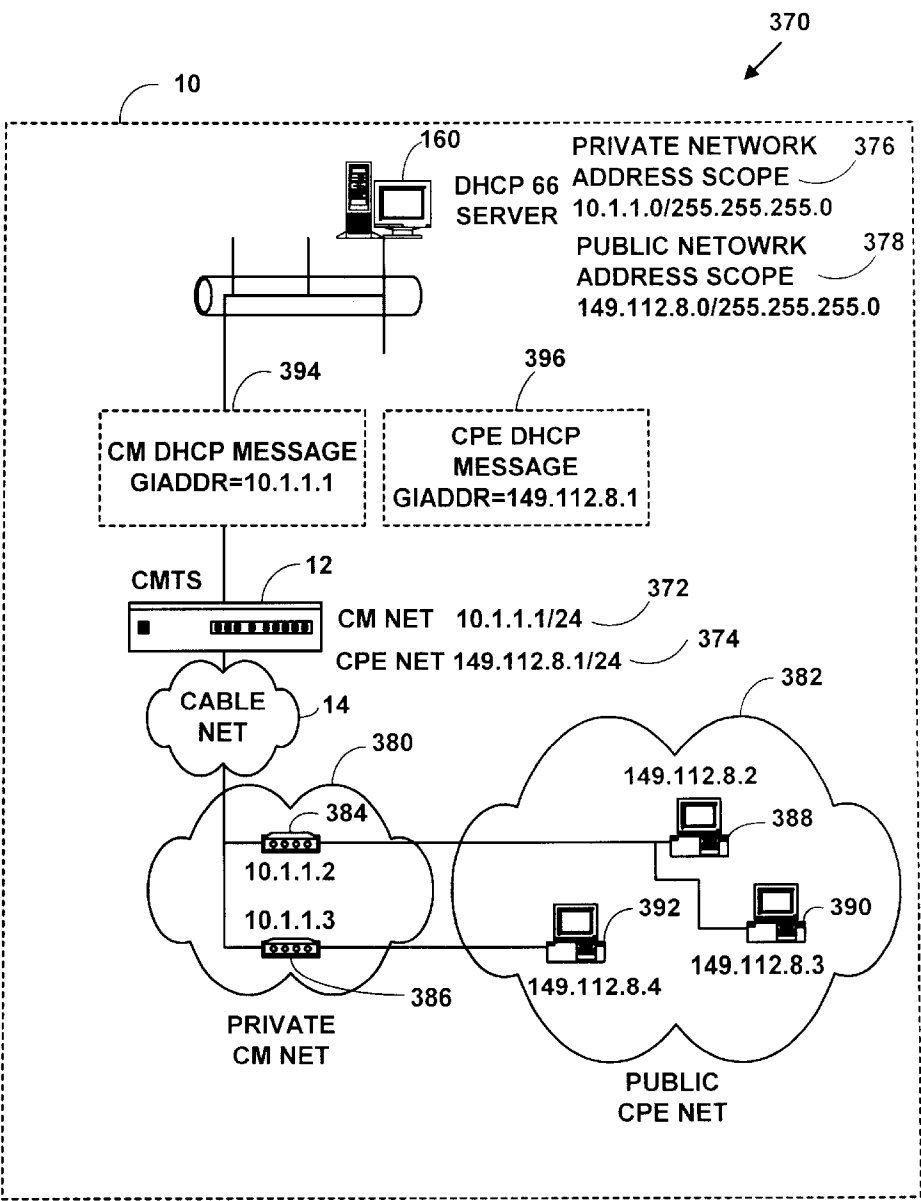 370
10
160
DHCP 66
SERVER
PRIVATE NETWORK
ADDRESS SCOPE
10.1.1.0/255.255.255.0
376
PUBLIC NETOWRK
ADDRESS SCOPE
149.112.8.0/255.255.255.0
378
394
CM DHCP MESSAGE
GIADDR=10.1.1.1
396
CPE DHCP
MESSAGE
GIADDR=149.112.8.1
CMTS
12
CM NET 10.1.1.1/24
372
CPE NET 149.112.8.1/24
374
CABLE
NET
14
380
382
384
10.1.1.2
149.112.8.2
388
10.1.1.3
386
392
149.112.8.4
390
149.112.8.3
PRIVATE
CM NET
PUBLIC
CPE NET